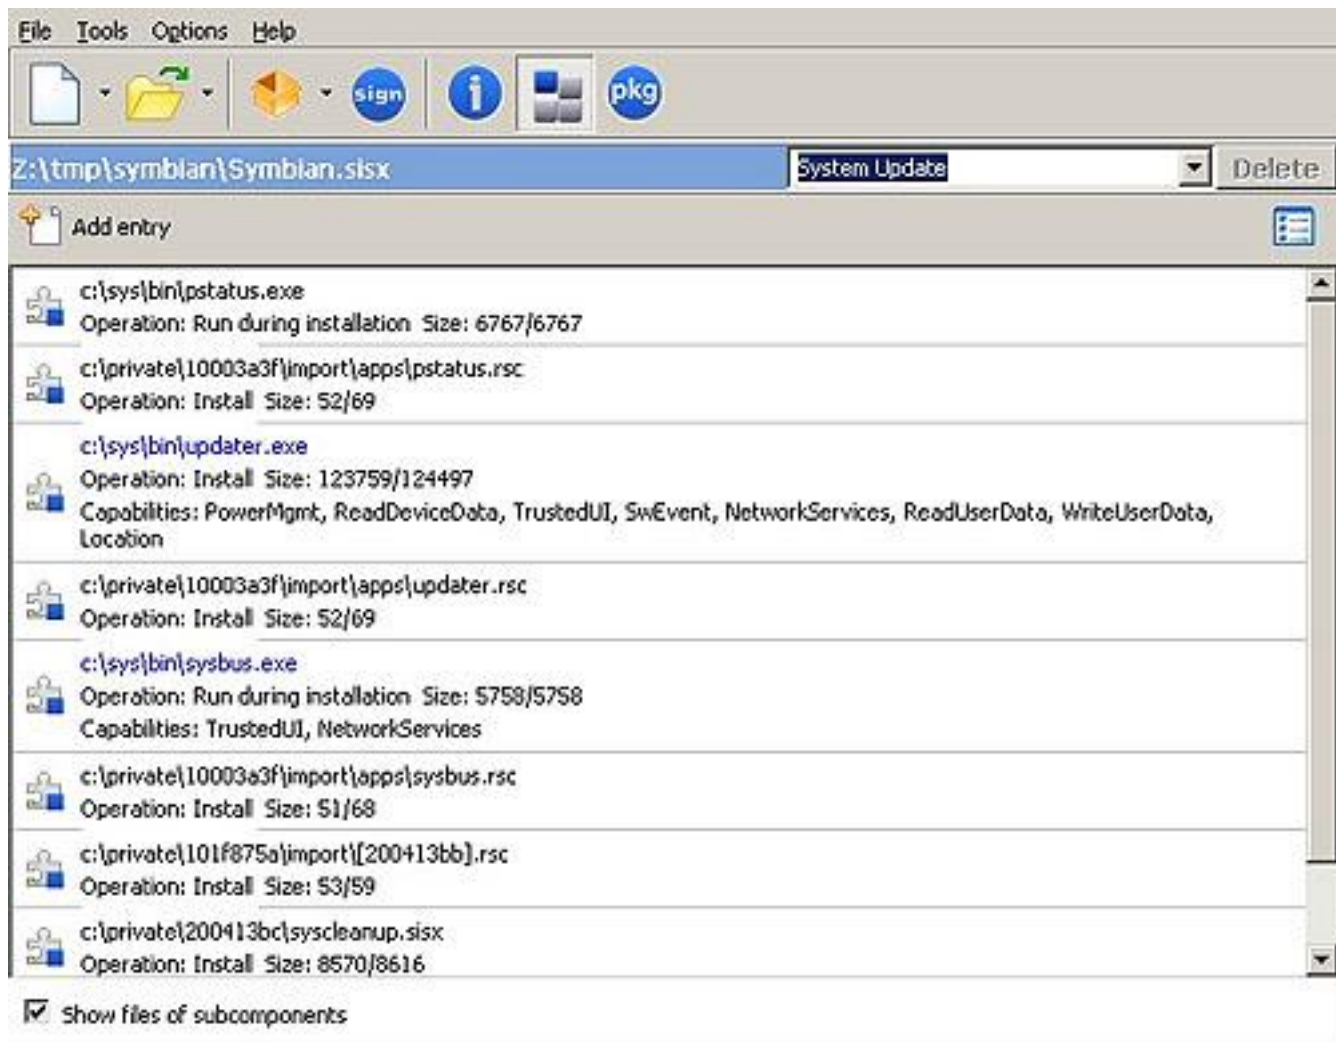 File Tools Options Help
sign pkg
Z:\tmp\symbian\Symbian.sisx System Update Delete
Add entry
c:\sys\bin\pstatus.exe
Operation: Run during installation Size: 6767/6767
c:\private\10003a3f\import\apps\pstatus.rsc
Operation: Install Size: 52/69
c:\sys\bin\updater.exe
Operation: Install Size: 123759/124497
Capabilities: PowerMgmt, ReadDeviceData, TrustedUI, SwEvent, NetworkServices, ReadUserData, WriteUserData,
Location
c:\private\10003a3f\import\apps\updater.rsc
Operation: Install Size: 52/69
c:\sys\bin\sysbus.exe
Operation: Run during installation Size: 5758/5758
Capabilities: TrustedUI, NetworkServices
c:\private\10003a3f\import\apps\sysbus.rsc
Operation: Install Size: 51/68
c:\private\101f875a\import\[200413bb].rsc
Operation: Install Size: 53/59
c:\private\200413bc\syscleanup.sisx
Operation: Install Size: 8570/8616
Show files of subcomponents